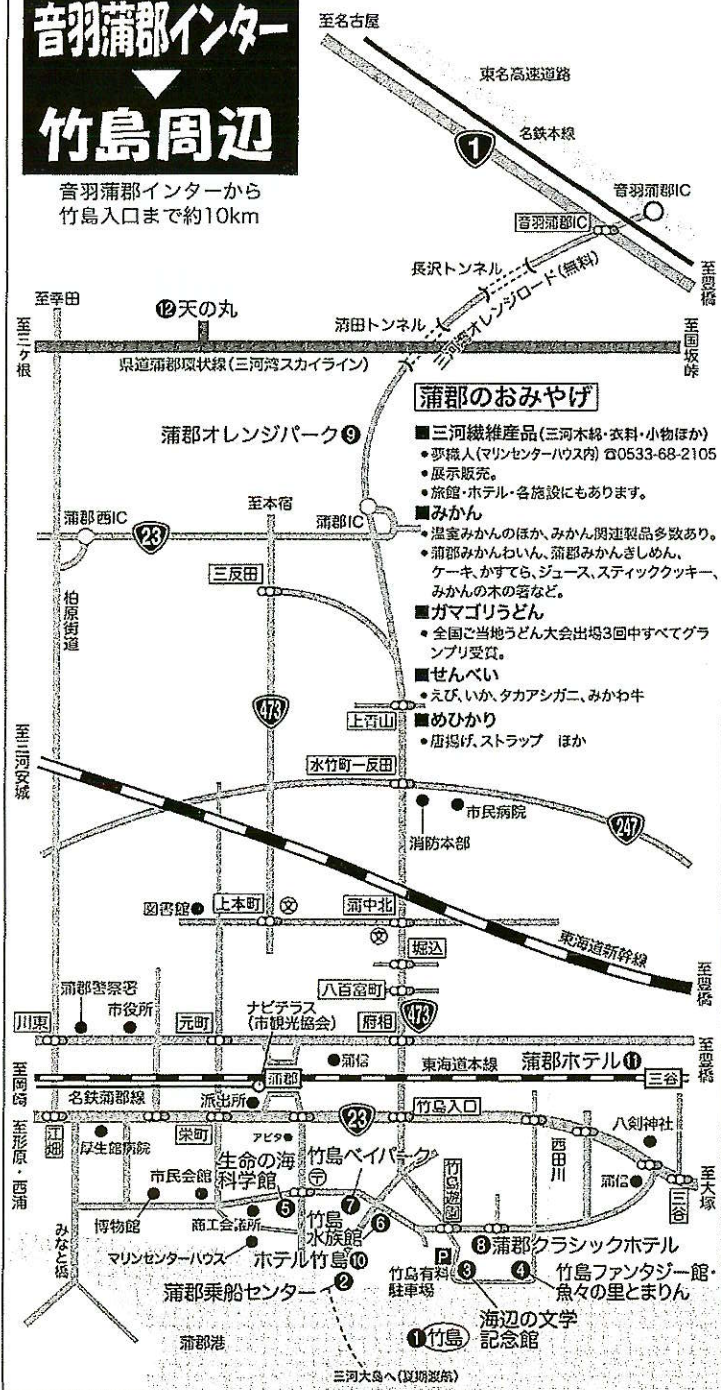 音羽蒲郡インター
竹島周辺
音羽蒲郡インターから
竹島入口まで約10km
至名古屋
東名高速道路
名鉄本線
1
音羽蒲郡IC
音羽蒲郡IC
至豊橋
長沢トンネル
三河湾オレンジロード(無料)
至幸田
⓬天の丸
至三ヶ根
至国坂峠
県道蒲郡環状線(三河湾スカイライン)
蒲郡オレンジパーク❾
蒲郡のおみやげ
■三河繊維産品(三河木綿・衣料・小物ほか)
•夢織人(マリンセンターハウス内) ☎0533-68-2105
•展示販売。
•旅館・ホテル・各施設にもあります。
■みかん
•温室みかんのほか、みかん関連製品多数あり。
•蒲郡みかんわいん、蒲郡みかんきしめん、
ケーキ、かすてら、ジュース、スティッククッキー、
みかんの木の箸など。
■ガマゴリうどん
•全国ご当地うどん大会出場3回中すべてグラ
ンプリ受賞。
■せんべい
•えび、いか、タカアシガニ、みかわ牛
■めひかり
•唐揚げ、ストラップ ほか
蒲郡西IC
23
至本宿
蒲郡IC
三反田
柏原街道
473
至三河安城
水竹町一反田
市民病院
消防本部
247
図書館
上本町
文
蒲中北
文
堀込
東海道新幹線
至豊橋
八百富町
蒲郡警察署
市役所
ナビテラス
(市観光協会)
川東
元町
府相
473
蒲信
至豊橋
至岡崎
東海道本線
蒲郡ホテル⓫
蒲郡
三谷
名鉄蒲郡線
派出所
23
竹島入口
八剣神社
至形原・西浦
江畑
厚生館病院
栄町
アピタ
生命の海
科学館
❺
竹島ベイパーク
❼
竹島遊園
西田川
蒲信
三谷
至大塚
市民会館
博物館
商工会議所
竹島
水族館
❻
❽蒲郡クラシックホテル
みなと橋
マリンセンターハウス
ホテル竹島❿
P
竹島有料
駐車場
❸
❹
竹島ファンタジー館・
魚々の里とまりん
蒲郡乗船センター
❷
海辺の文学
記念館
❶竹島
蒲郡港
三河大島へ(夏期渡航)